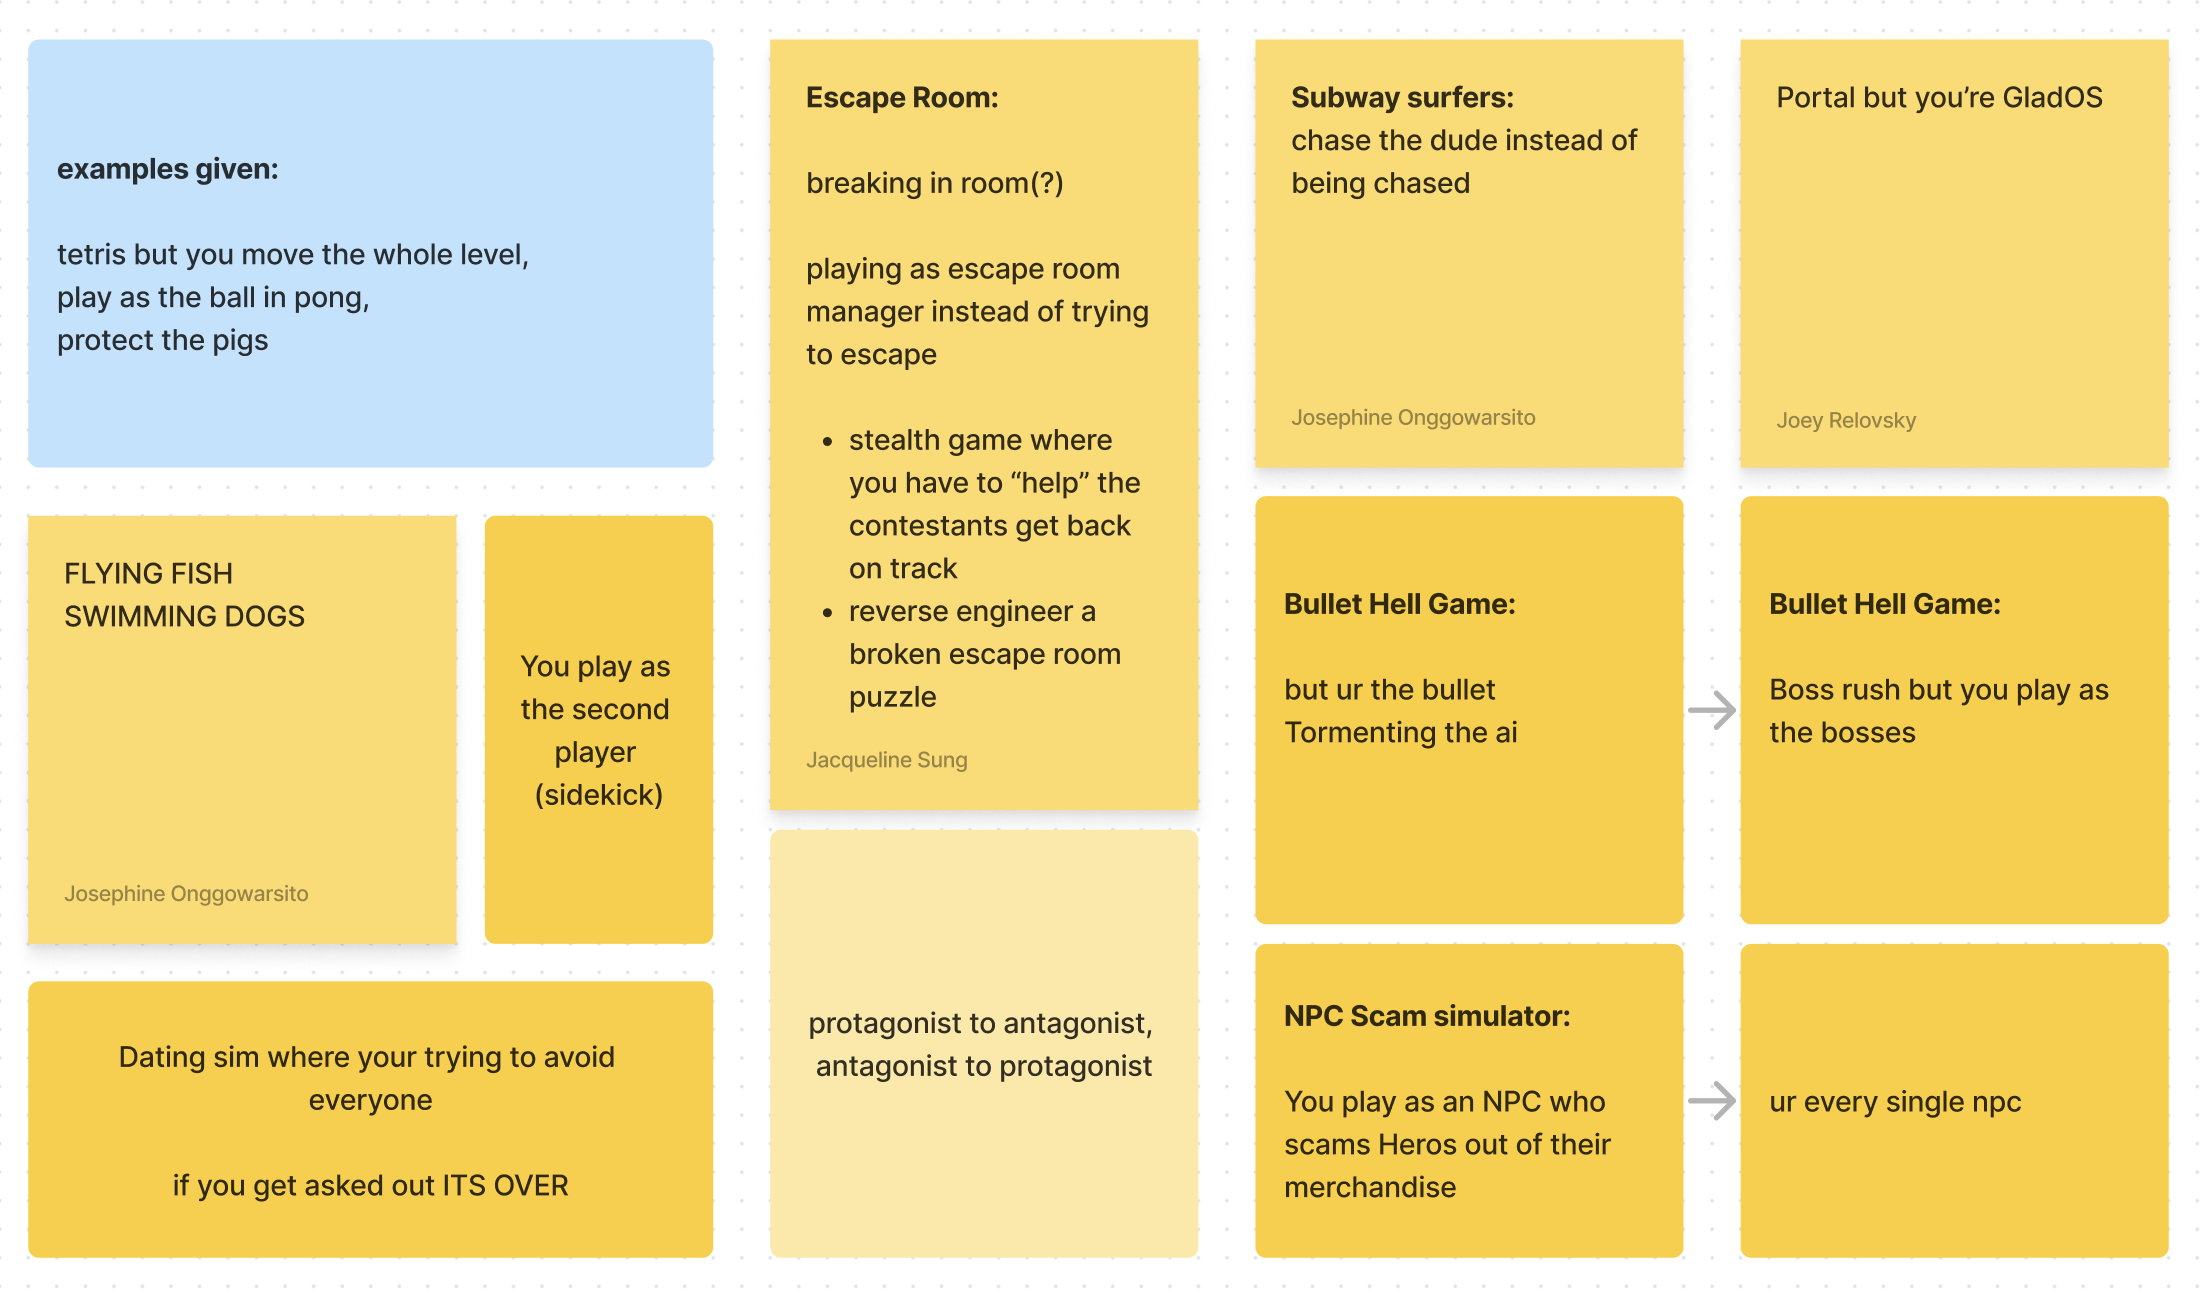 examples given:
tetris but you move the whole level,
play as the ball in pong,
protect the pigs
FLYING FISH
SWIMMING DOGS
Josephine Onggowarsito
You play as
the second
player
(sidekick)
Dating sim where your trying to avoid
everyone
if you get asked out ITS OVER
Escape Room:
breaking in room(?)
playing as escape room
manager instead of trying
to escape
• stealth game where
you have to “help” the
contestants get back
on track
• reverse engineer a
broken escape room
puzzle
Jacqueline Sung
protagonist to antagonist,
antagonist to protagonist
Subway surfers:
chase the dude instead of
being chased
Josephine Onggowarsito
Portal but you’re GladOS
Joey Relovsky
Bullet Hell Game:
but ur the bullet
Tormenting the ai
Bullet Hell Game:
Boss rush but you play as
the bosses
NPC Scam simulator:
You play as an NPC who
scams Heros out of their
merchandise
ur every single npc